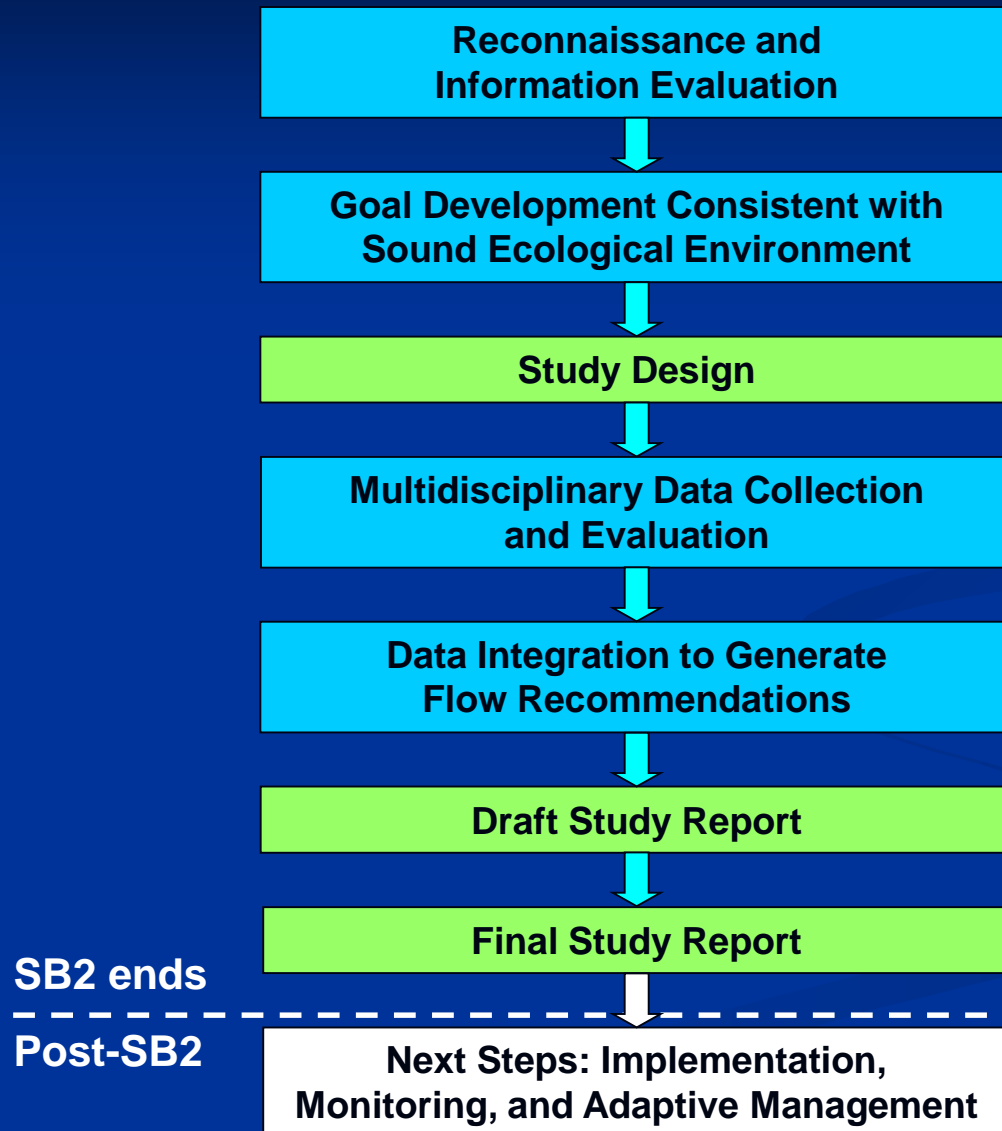 Reconnaissance and
Information Evaluation
Goal Development Consistent with
Sound Ecological Environment
Study Design
Multidisciplinary Data Collection
and Evaluation
Data Integration to Generate
Flow Recommendations
Draft Study Report
Final Study Report
SB2 ends
Post-SB2
Next Steps: Implementation,
Monitoring, and Adaptive Management